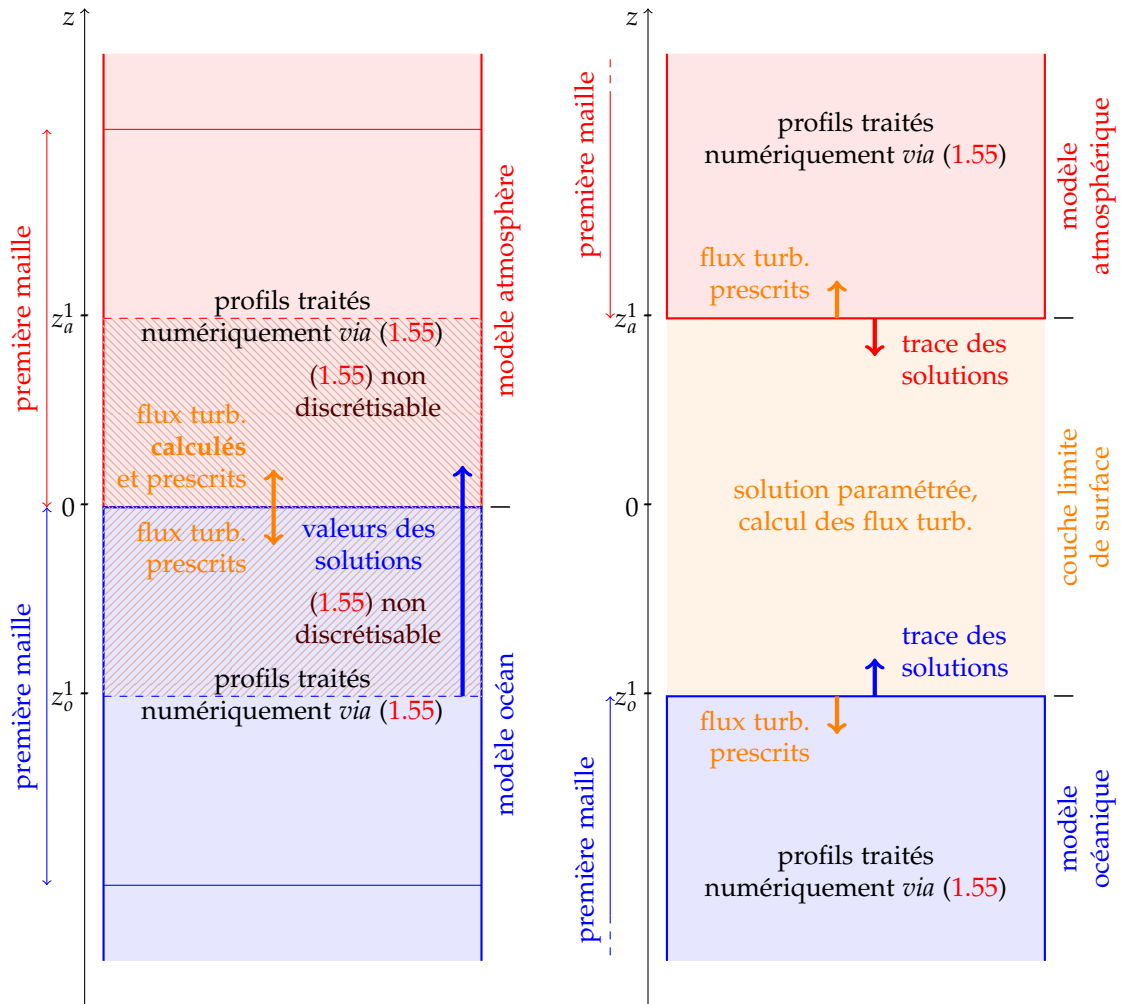 z
première maille
profils traités
numériquement via (1.55)
z_a^1
(1.55) non
discrétisable
flux turb.
calculés
et prescrits
modèle atmosphère
0
flux turb.
prescrits
valeurs des
solutions
(1.55) non
discrétisable
profils traités
numériquement via (1.55)
z_o^1
première maille
modèle océan
z
première maille
profils traités
numériquement via (1.55)
modèle
atmosphérique
flux turb.
prescrits
z_a^1
trace des
solutions
0
solution paramétrée,
calcul des flux turb.
couche limite
de surface
trace des
solutions
z_o^1
flux turb.
prescrits
première maille
profils traités
numériquement via (1.55)
modèle
océanique